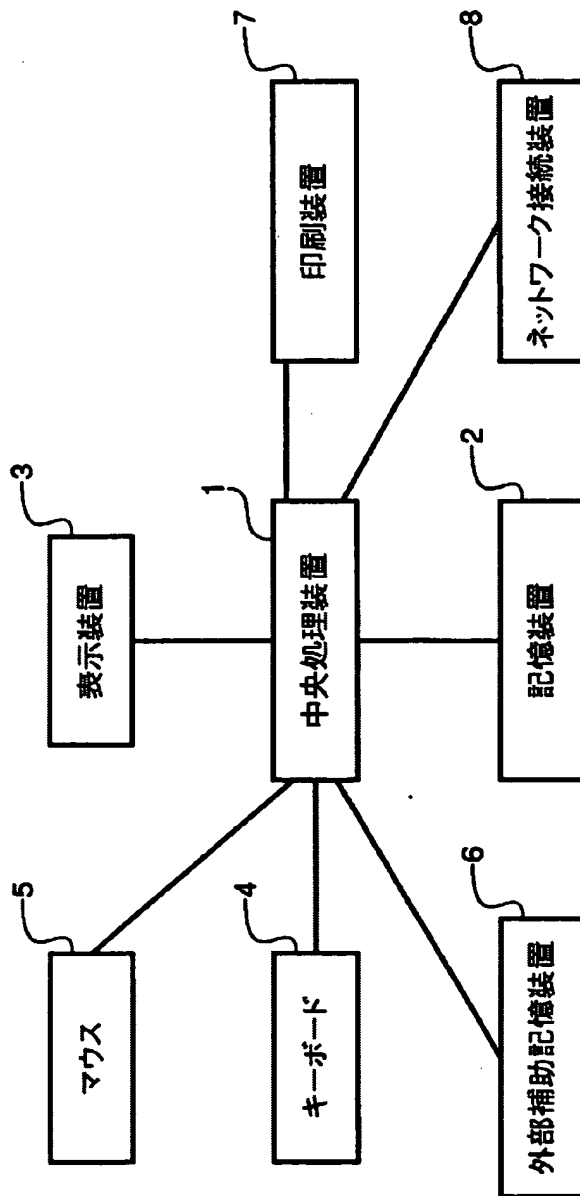 3
表示装置
5
マウス
1
中央処理装置
7
印刷装置
4
キーボード
6
外部補助記憶装置
2
記憶装置
8
ネットワーク接続装置